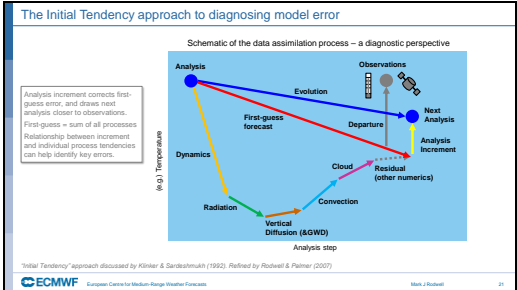 The Initial Tendency approach to diagnosing model error
Schematic of the data assimilation process – a diagnostic perspective
Analysis
Observations
Evolution
Next
Analysis
First-guess
forecast
Departure
Analysis
Increment
Analysis increment corrects first-
guess error, and draws next
analysis closer to observations.
First-guess = sum of all processes
Relationship between increment
and individual process tendencies
can help identify key errors.
(e.g.) Temperature
Dynamics
Cloud
Residual
(other numerics)
Radiation
Convection
Vertical
Diffusion (&GWD)
Analysis step
"Initial Tendency" approach discussed by Klinker & Sardeshmukh (1992). Refined by Rodwell & Palmer (2007)
ECMWF
European Centre for Medium-Range Weather Forecasts
Mark J Rodwell
21